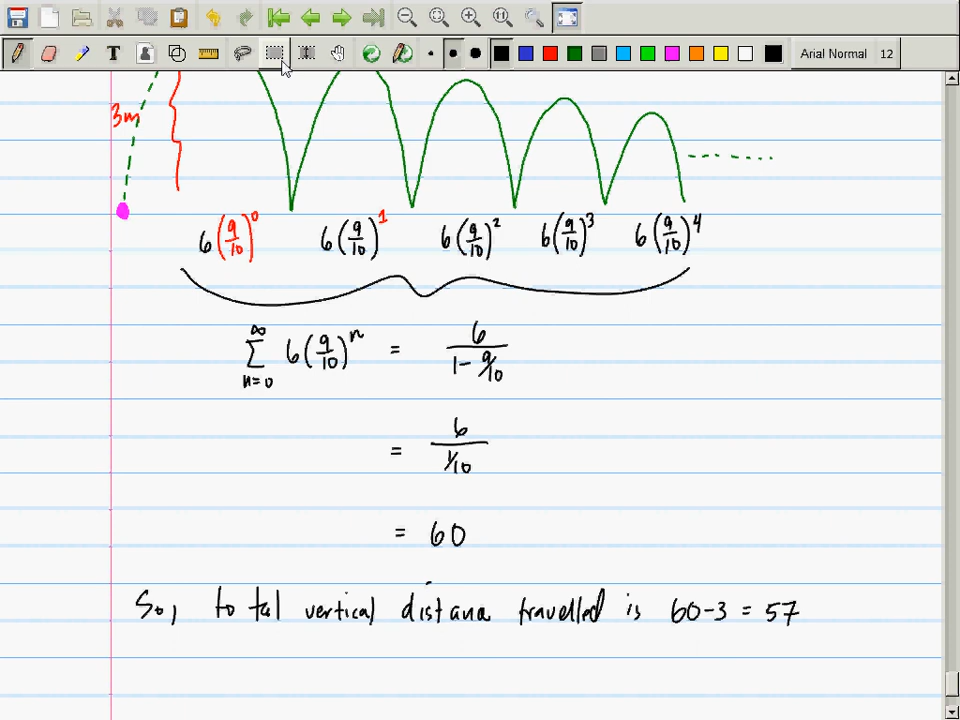 Arial Normal 12
3m
6(9/10)^0 6(9/10)^1 6(9/10)^2 6(9/10)^3 6(9/10)^4
∞ ∑ n=0 6(9/10)^n = 6/(1-9/10)
= 6/(1/10)
= 60
So, total vertical distance travelled is 60-3 = 57